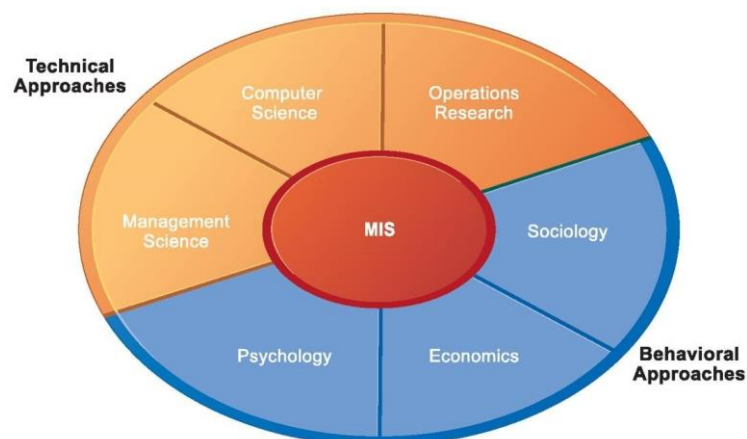 Technical
Approaches
Computer
Science
Operations
Research
Management
Science
MIS
Sociology
Psychology
Economics
Behavioral
Approaches